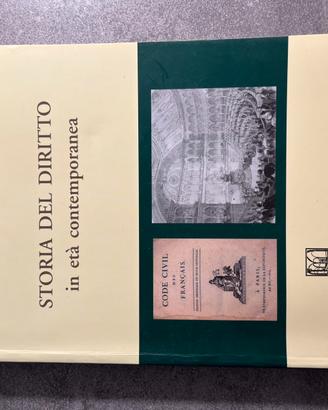 STORIA DEL DIRITTO
in età contemporanea
CODE CIVIL
DES
FRANÇAIS.
À PARIS,